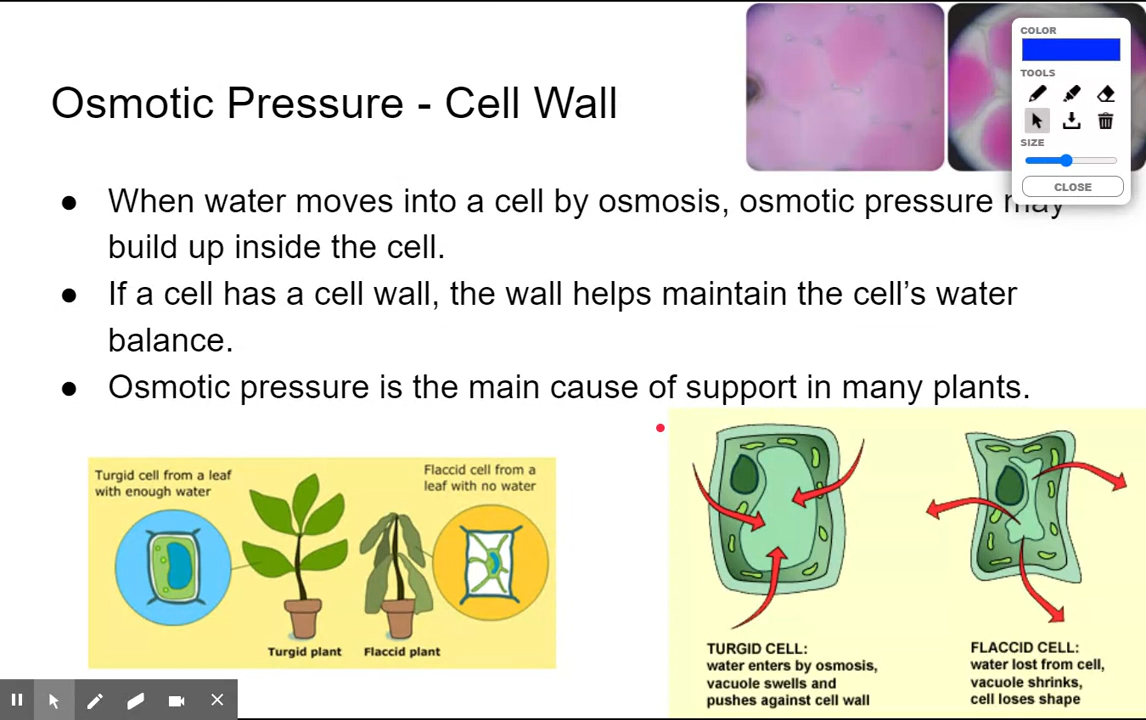 Osmotic Pressure - Cell Wall
COLOR
TOOLS
SIZE
CLOSE
● When water moves into a cell by osmosis, osmotic pressure may
build up inside the cell.
● If a cell has a cell wall, the wall helps maintain the cell’s water
balance.
● Osmotic pressure is the main cause of support in many plants.
Turgid cell from a leaf
with enough water
Flaccid cell from a
leaf with no water
Turgid plant
Flaccid plant
TURGID CELL:
water enters by osmosis,
vacuole swells and
pushes against cell wall
FLACCID CELL:
water lost from cell,
vacuole shrinks,
cell loses shape